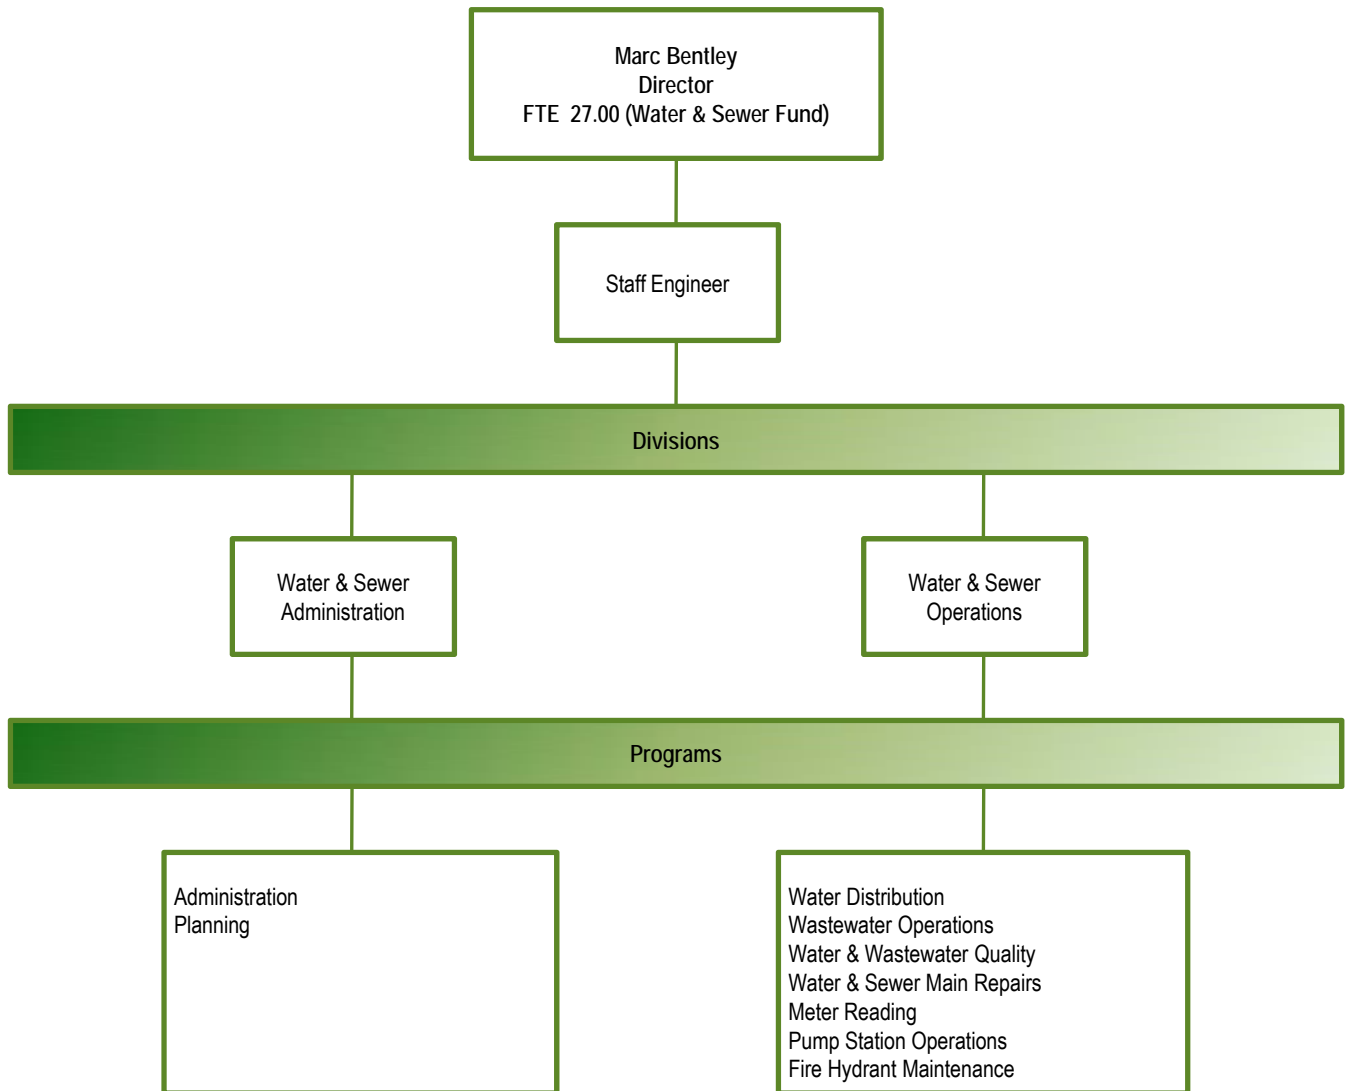 Marc Bentley
Director
FTE  27.00 (Water & Sewer Fund)
Staff Engineer
Divisions
Water & Sewer
Administration
Water & Sewer
Operations
Programs
Administration
Planning
Water Distribution
Wastewater Operations
Water & Wastewater Quality
Water & Sewer Main Repairs
Meter Reading
Pump Station Operations
Fire Hydrant Maintenance